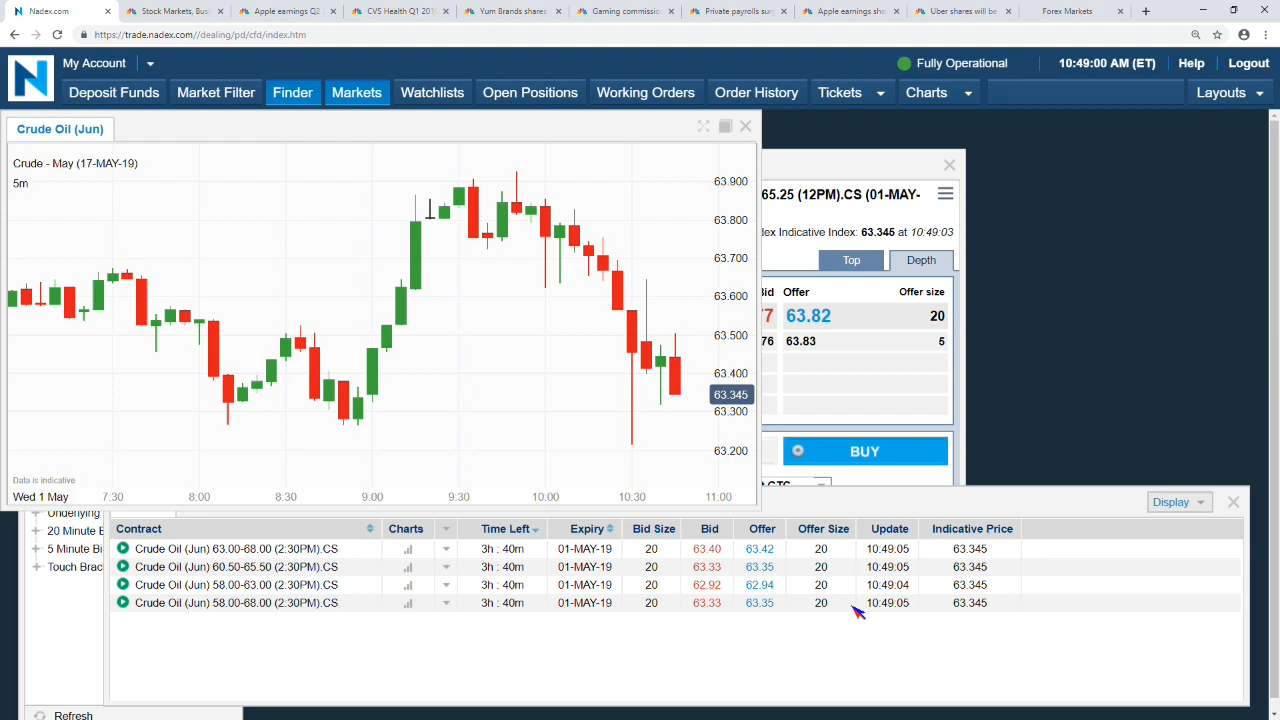 Nadex.com
Stock Markets, Busi
Apple earnings Q2
CVS Health Q1 201
Yum Brands shares
Gaming commissio
Private payrolls sur
Apple earnings sho
Uber shares will be
Forex Markets
https://trade.nadex.com//dealing/pd/cfd/index.htm
N
My Account
Fully Operational
10:49:00 AM (ET)
Help
Logout
Deposit Funds
Market Filter
Finder
Markets
Watchlists
Open Positions
Working Orders
Order History
Tickets
Charts
Layouts
Crude Oil (Jun)
Crude - May (17-MAY-19)
5m
63.900
63.800
63.700
63.600
63.500
63.400
63.345
63.300
63.200
Data is indicative
Wed 1 May 7:30 8:00 8:30 9:00 9:30 10:00 10:30 11:00
65.25 (12PM).CS (01-MAY-
dex Indicative Index: 63.345 at 10:49:03
Top Depth
Bid Offer Offer size
77 63.82 20
76 63.83 5
BUY
Display
Underlying
20 Minute B
5 Minute Bi
Touch Brac
Refresh
Contract Charts Time Left Expiry Bid Size Bid Offer Offer Size Update Indicative Price
Crude Oil (Jun) 63.00-68.00 (2:30PM).CS 3h : 40m 01-MAY-19 20 63.40 63.42 20 10:49:05 63.345
Crude Oil (Jun) 60.50-65.50 (2:30PM).CS 3h : 40m 01-MAY-19 20 63.33 63.35 20 10:49:05 63.345
Crude Oil (Jun) 58.00-63.00 (2:30PM).CS 3h : 40m 01-MAY-19 20 62.92 62.94 20 10:49:04 63.345
Crude Oil (Jun) 58.00-68.00 (2:30PM).CS 3h : 40m 01-MAY-19 20 63.33 63.35 20 10:49:05 63.345